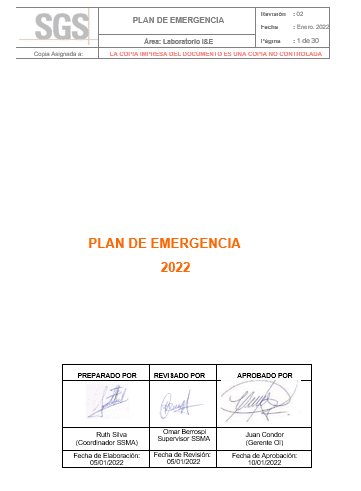 SGS
PLAN DE EMERGENCIA
Revisión : 02
Fecha : Enero, 2022
Área: Laboratorio I&E
Página : 1 de 30
Copia Asignada a:
LA COPIA IMPRESA DEL DOCUMENTO ES UNA COPIA NO CONTROLADA
PLAN DE EMERGENCIA
2022
PREPARADO POR REVISADO POR APROBADO POR
Ruth Silva
(Coordinador SSMA)
Omar Berrospi
Supervisor SSMA
Juan Condor
(Gerente OI)
Fecha de Elaboración:
05/01/2022
Fecha de Revisión:
05/01/2022
Fecha de Aprobación:
10/01/2022